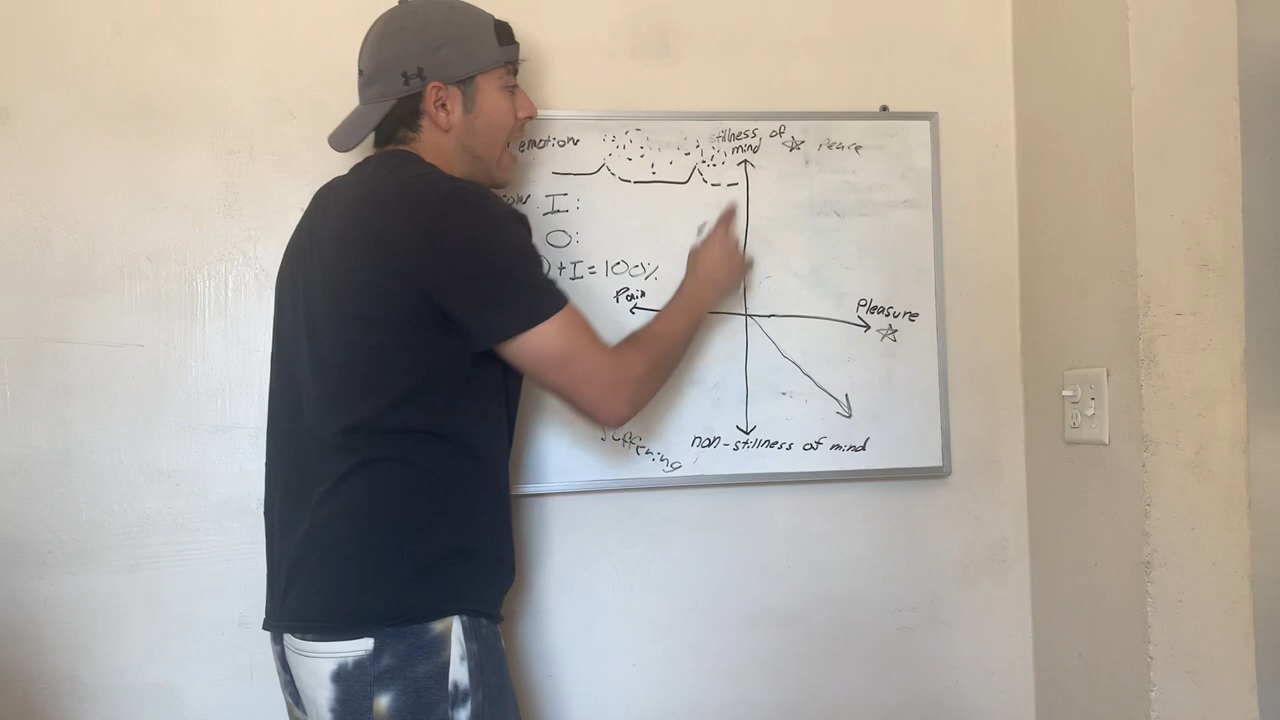 emotion
stillness of
mind
Peace
I:
O:
+I=100%
Pain
Pleasure
suffering
non-stillness of mind